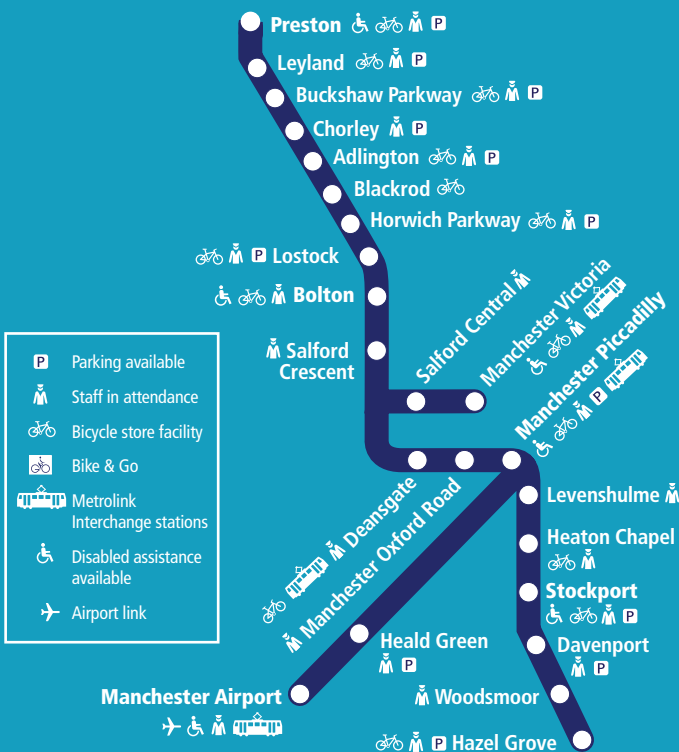 Preston P
Leyland P
Buckshaw Parkway P
Chorley P
Adlington P
Blackrod
Horwich Parkway P
P Lostock
Bolton
Salford
Crescent
Salford Central
Manchester Victoria
Manchester Piccadilly
P
P Parking available
Staff in attendance
Bicycle store facility
Bike & Go
Metrolink
Interchange stations
Disabled assistance
available
Airport link
Deansgate
Manchester Oxford Road
Levenshulme
Heaton Chapel
Stockport
P
Davenport
P
Heald Green
P
Woodsmoor
Manchester Airport
P Hazel Grove